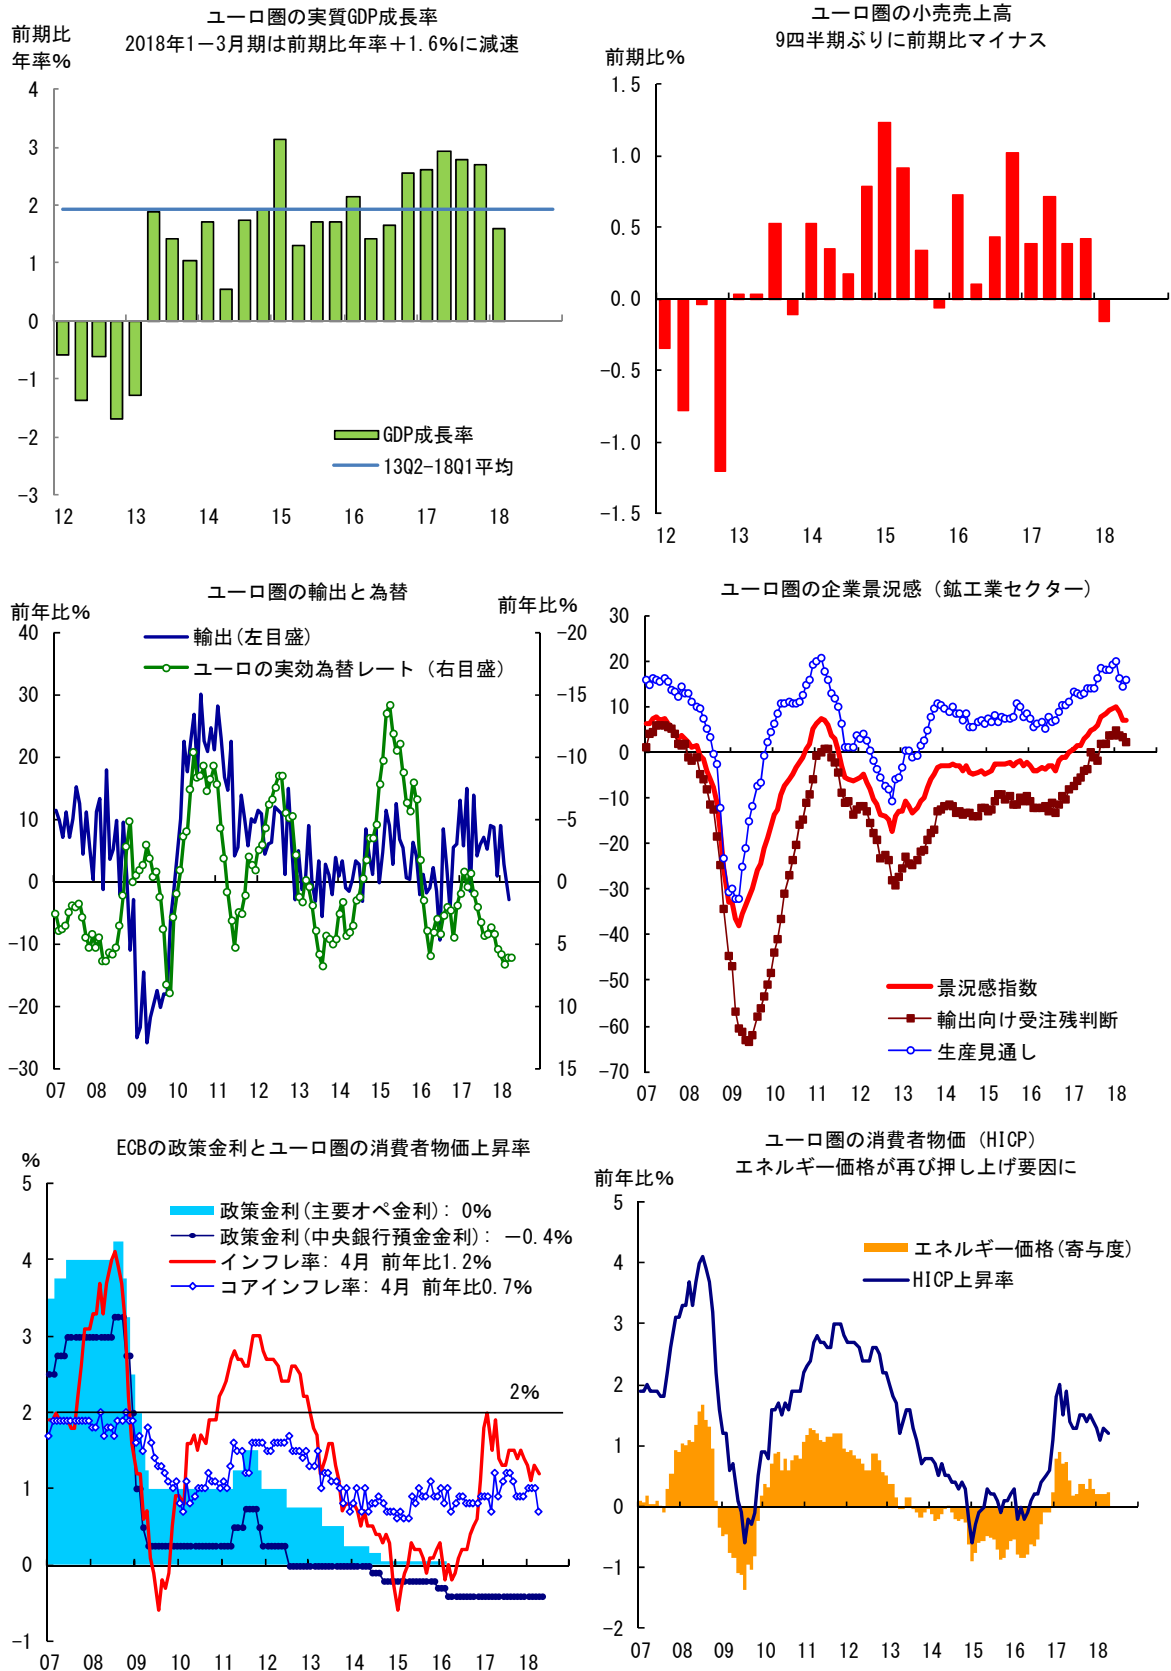 ユーロ圏の実質GDP成長率
2018年1－3月期は前期比年率＋1.6%に減速
前期比
年率%
4
3
2
1
0
−1
−2
−3
12 13 14 15 16 17 18
GDP成長率
13Q2-18Q1平均
ユーロ圏の小売売上高
9四半期ぶりに前期比マイナス
前期比%
1.5
1.0
0.5
0.0
−0.5
−1.0
−1.5
12 13 14 15 16 17 18
ユーロ圏の輸出と為替
前年比%
前年比%
40
30
20
10
0
−10
−20
−30
−20
−15
−10
−5
0
5
10
15
07 08 09 10 11 12 13 14 15 16 17 18
輸出(左目盛)
ユーロの実効為替レート（右目盛）
ユーロ圏の企業景況感（鉱工業セクター）
30
20
10
0
−10
−20
−30
−40
−50
−60
−70
07 08 09 10 11 12 13 14 15 16 17 18
景況感指数
輸出向け受注残判断
生産見通し
ECBの政策金利とユーロ圏の消費者物価上昇率
%
5
4
3
2
1
0
−1
07 08 09 10 11 12 13 14 15 16 17 18
政策金利(主要オペ金利): 0%
政策金利(中央銀行預金金利): −0.4%
インフレ率: 4月 前年比1.2%
コアインフレ率: 4月 前年比0.7%
2%
ユーロ圏の消費者物価（HICP）
エネルギー価格が再び押し上げ要因に
前年比%
5
4
3
2
1
0
−1
−2
07 08 09 10 11 12 13 14 15 16 17 18
エネルギー価格(寄与度)
HICP上昇率